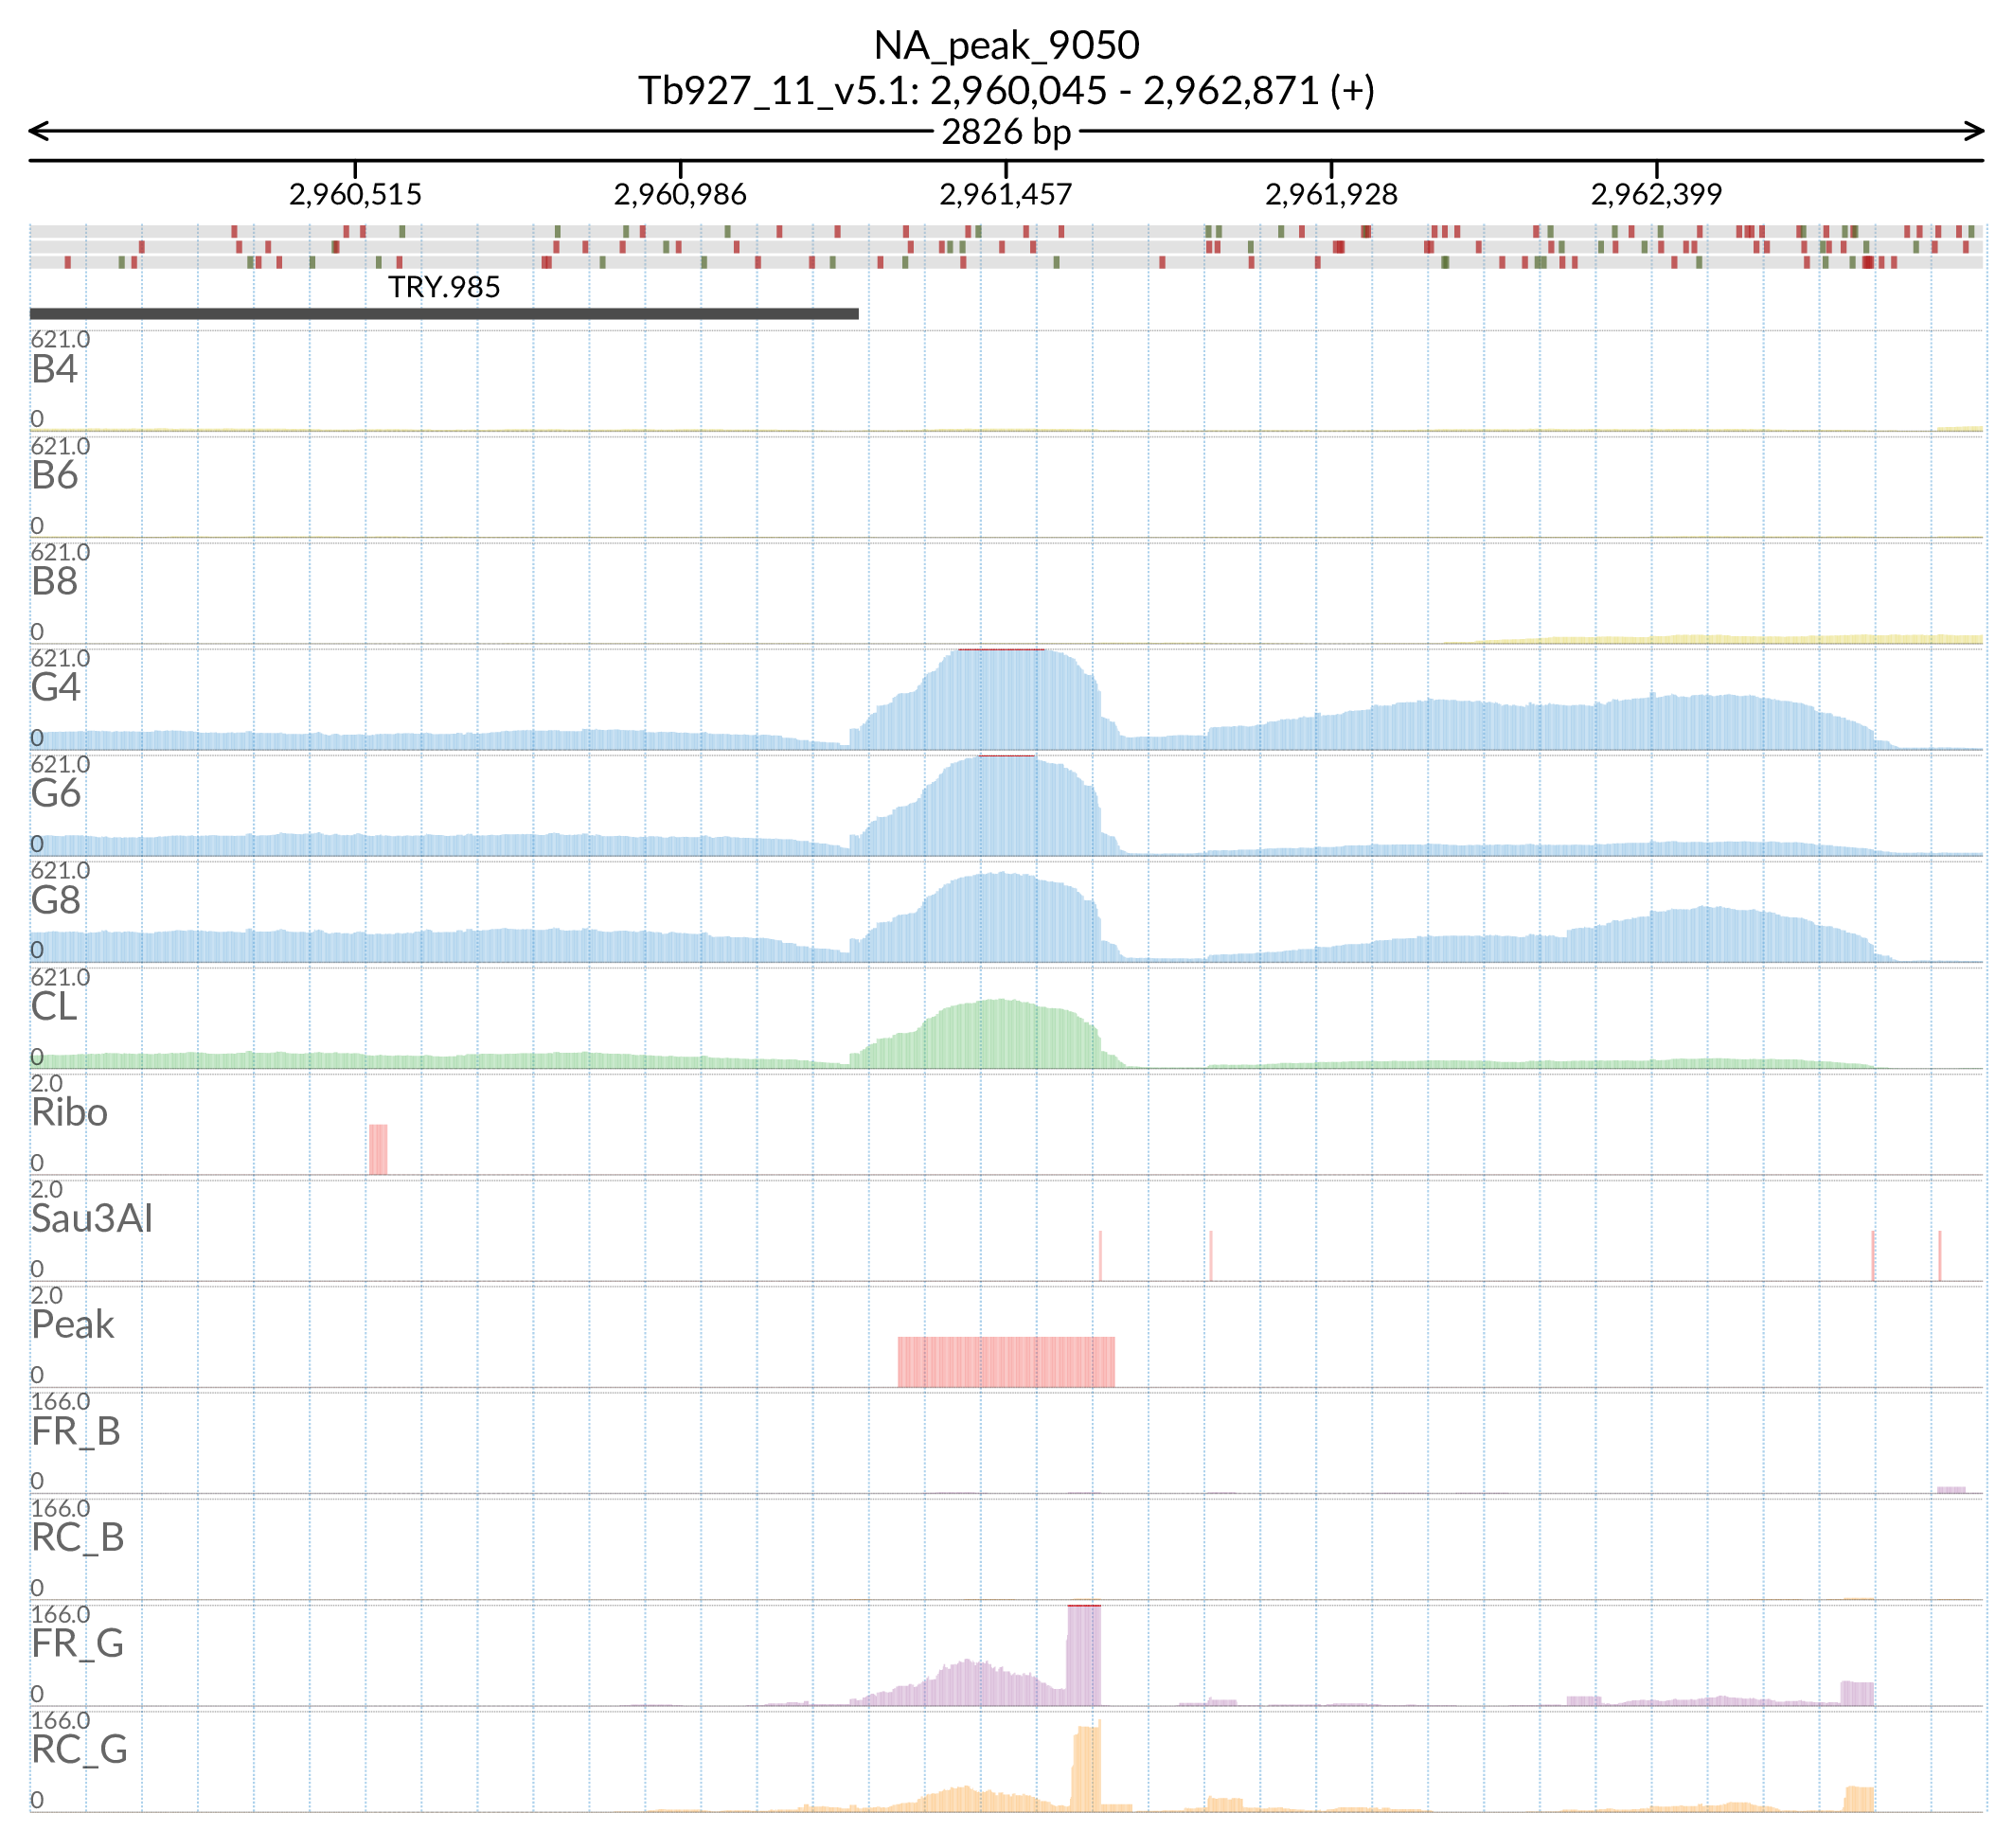 NA_peak_9050
Tb927_11_v5.1: 2,960,045 - 2,962,871 (+)
2826 bp
2,960,515 2,960,986 2,961,457 2,961,928 2,962,399
TRY.985
621.0
B4
0
621.0
B6
0
621.0
B8
0
621.0
G4
0
621.0
G6
0
621.0
G8
0
621.0
CL
0
2.0
Ribo
0
2.0
Sau3AI
0
2.0
Peak
0
166.0
FR_B
0
166.0
RC_B
0
166.0
FR_G
0
166.0
RC_G
0